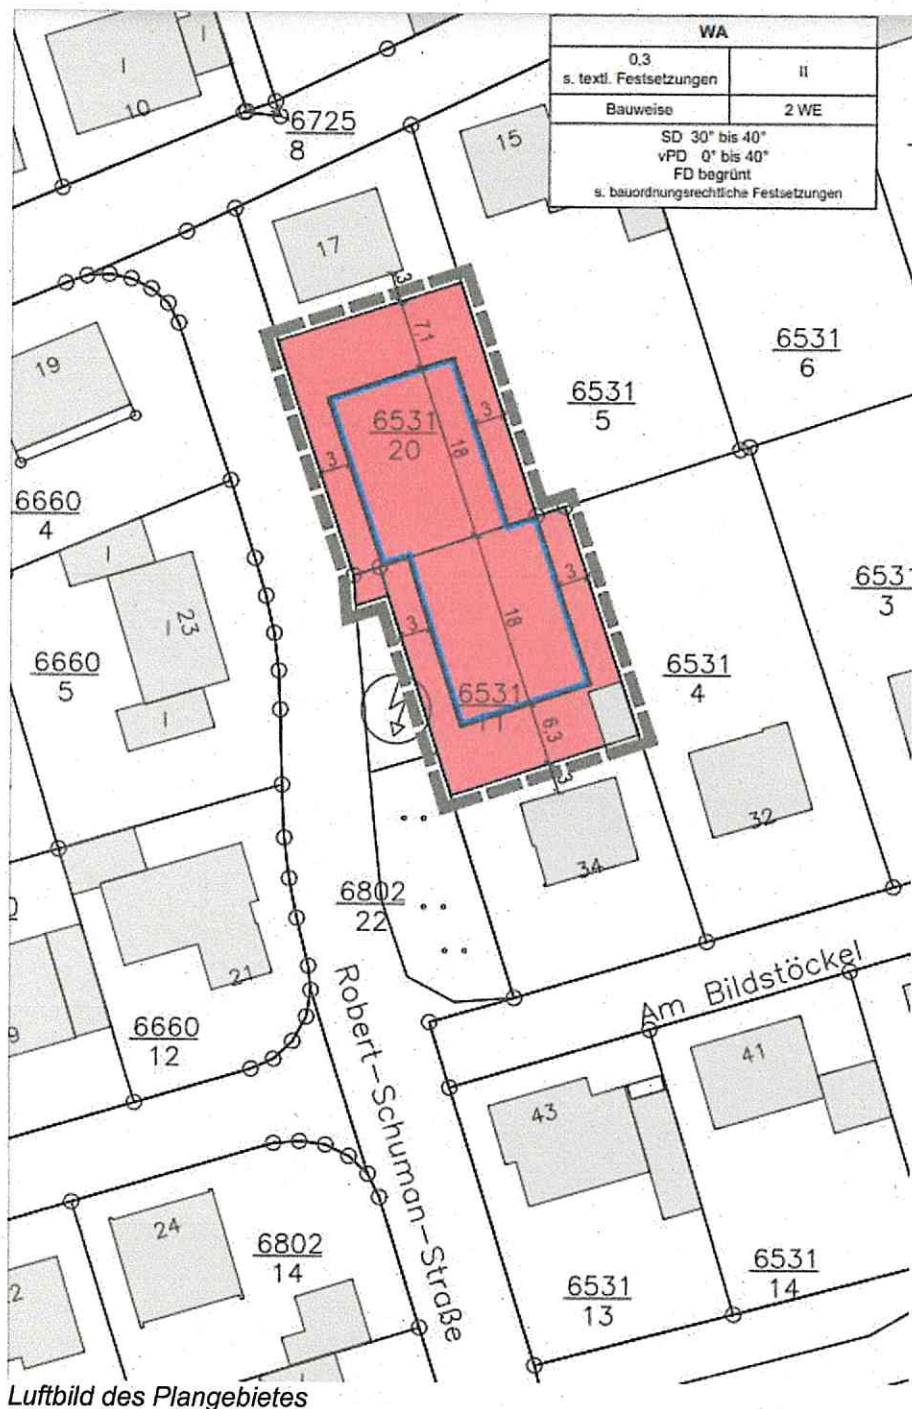 WA
0,3
s. textl. Festsetzungen
II
Bauweise
2 WE
SD 30° bis 40°
vPD 0° bis 40°
FD begrünt
s. bauordnungsrechtliche Festsetzungen
I
I
10
6725
8
15
17
3
7,1
19
6531
6
6531
5
6531
20
3
3
18
6660
4
I
I
23
3
3
18
6531
3
6660
5
I
6531
4
6531
11
6,3
3
32
34
6802
22
21
Am Bildstöckel
6660
12
Robert-Schuman-Straße
41
43
24
6802
14
6531
13
6531
14
Luftbild des Plangebietes